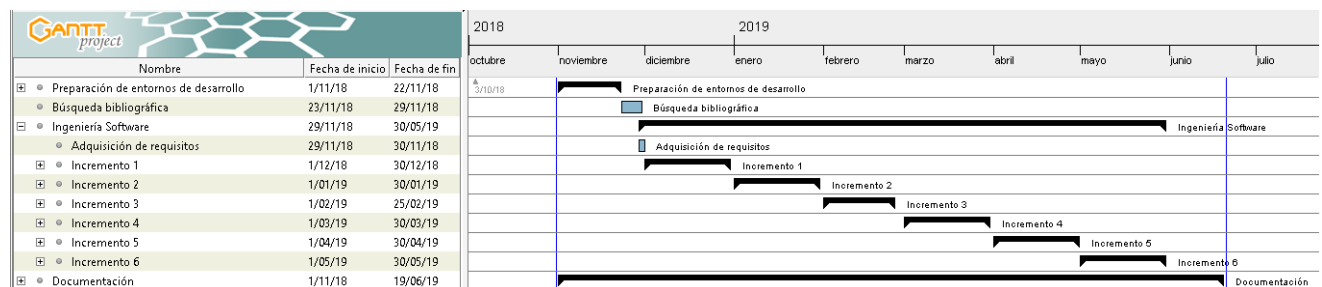 GANTT
project
2018 2019
Nombre Fecha de inicio Fecha de fin octubre noviembre diciembre enero febrero marzo abril mayo junio julio
Preparación de entornos de desarrollo 1/11/18 22/11/18 3/10/18 Preparación de entornos de desarrollo
Búsqueda bibliográfica 23/11/18 29/11/18 Búsqueda bibliográfica
Ingeniería Software 29/11/18 30/05/19 Ingeniería Software
Adquisición de requisitos 29/11/18 30/11/18 Adquisición de requisitos
Incremento 1 1/12/18 30/12/18 Incremento 1
Incremento 2 1/01/19 30/01/19 Incremento 2
Incremento 3 1/02/19 25/02/19 Incremento 3
Incremento 4 1/03/19 30/03/19 Incremento 4
Incremento 5 1/04/19 30/04/19 Incremento 5
Incremento 6 1/05/19 30/05/19 Incremento 6
Documentación 1/11/18 19/06/19 Documentación